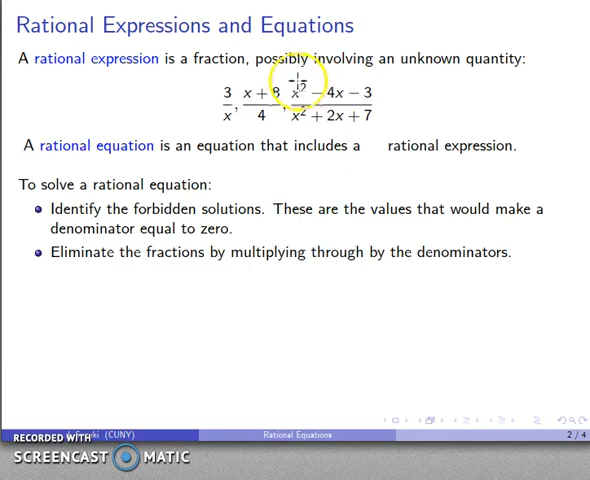 Rational Expressions and Equations
A rational expression is a fraction, possibly involving an unknown quantity:
3/x, (x + 8)/4, (x² − 4x − 3)/(x² + 2x + 7)
A rational equation is an equation that includes a rational expression.
To solve a rational equation:
• Identify the forbidden solutions. These are the values that would make a
denominator equal to zero.
• Eliminate the fractions by multiplying through by the denominators.
(CUNY) Rational Equations 2 / 4
RECORDED WITH
SCREENCAST MATIC